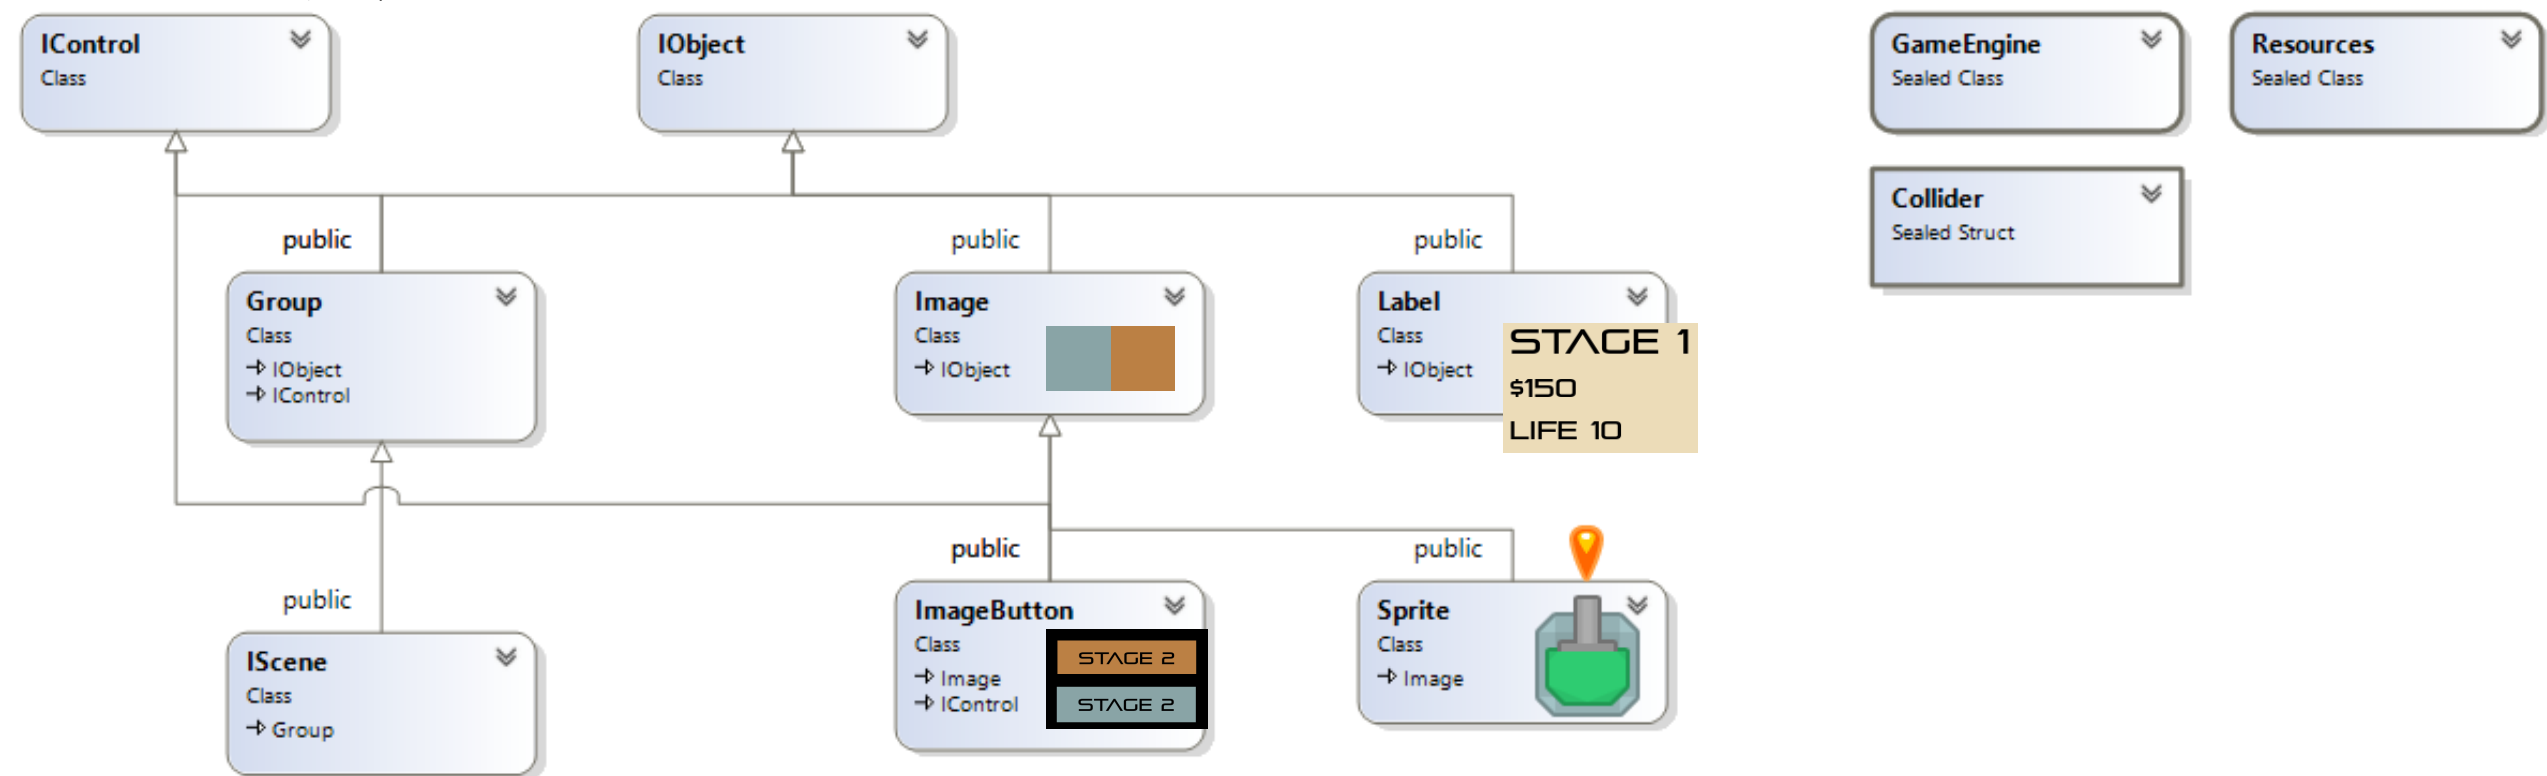 IControl
Class
IObject
Class
GameEngine
Sealed Class
Resources
Sealed Class
Collider
Sealed Struct
public
public
public
Group
Class
IObject
IControl
Image
Class
IObject
Label
Class
IObject
STAGE 1
$150
LIFE 10
public
public
public
IScene
Class
Group
ImageButton
Class
Image
IControl
STAGE 2
STAGE 2
Sprite
Class
Image